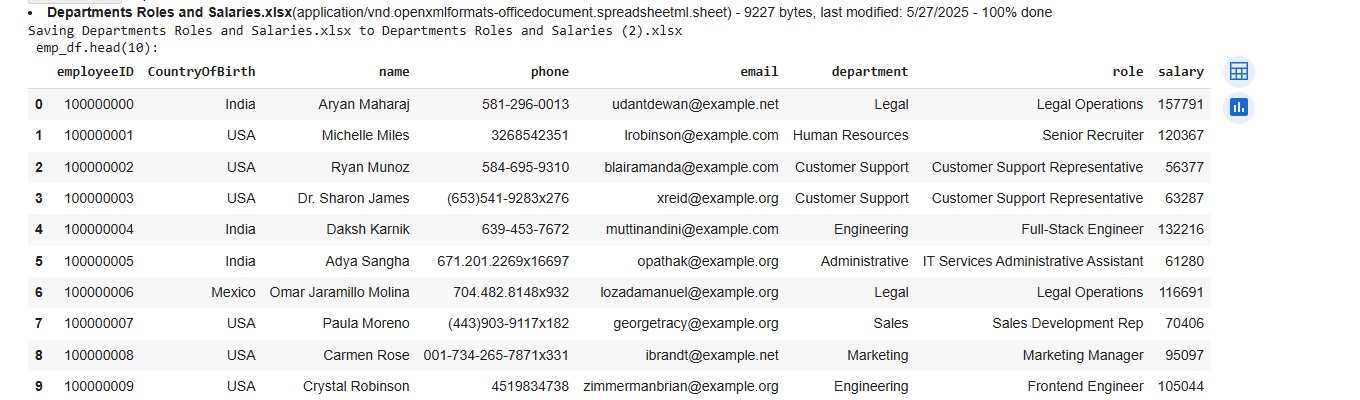 • Departments Roles and Salaries.xlsx(application/vnd.openxmlformats-officedocument.spreadsheetml.sheet) - 9227 bytes, last modified: 5/27/2025 - 100% done
Saving Departments Roles and Salaries.xlsx to Departments Roles and Salaries (2).xlsx
emp_df.head(10):
employeeID CountryOfBirth name phone email department role salary
0 100000000 India Aryan Maharaj 581-296-0013 udantdewan@example.net Legal Legal Operations 157791
1 100000001 USA Michelle Miles 3268542351 lrobinson@example.com Human Resources Senior Recruiter 120367
2 100000002 USA Ryan Munoz 584-695-9310 blairamanda@example.com Customer Support Customer Support Representative 56377
3 100000003 USA Dr. Sharon James (653)541-9283x276 xreid@example.org Customer Support Customer Support Representative 63287
4 100000004 India Daksh Karnik 639-453-7672 muttinandini@example.com Engineering Full-Stack Engineer 132216
5 100000005 India Adya Sangha 671.201.2269x16697 opathak@example.org Administrative IT Services Administrative Assistant 61280
6 100000006 Mexico Omar Jaramillo Molina 704.482.8148x932 lozadamanuel@example.org Legal Legal Operations 116691
7 100000007 USA Paula Moreno (443)903-9117x182 georgetracy@example.org Sales Sales Development Rep 70406
8 100000008 USA Carmen Rose 001-734-265-7871x331 ibrandt@example.net Marketing Marketing Manager 95097
9 100000009 USA Crystal Robinson 4519834738 zimmermanbrian@example.org Engineering Frontend Engineer 105044